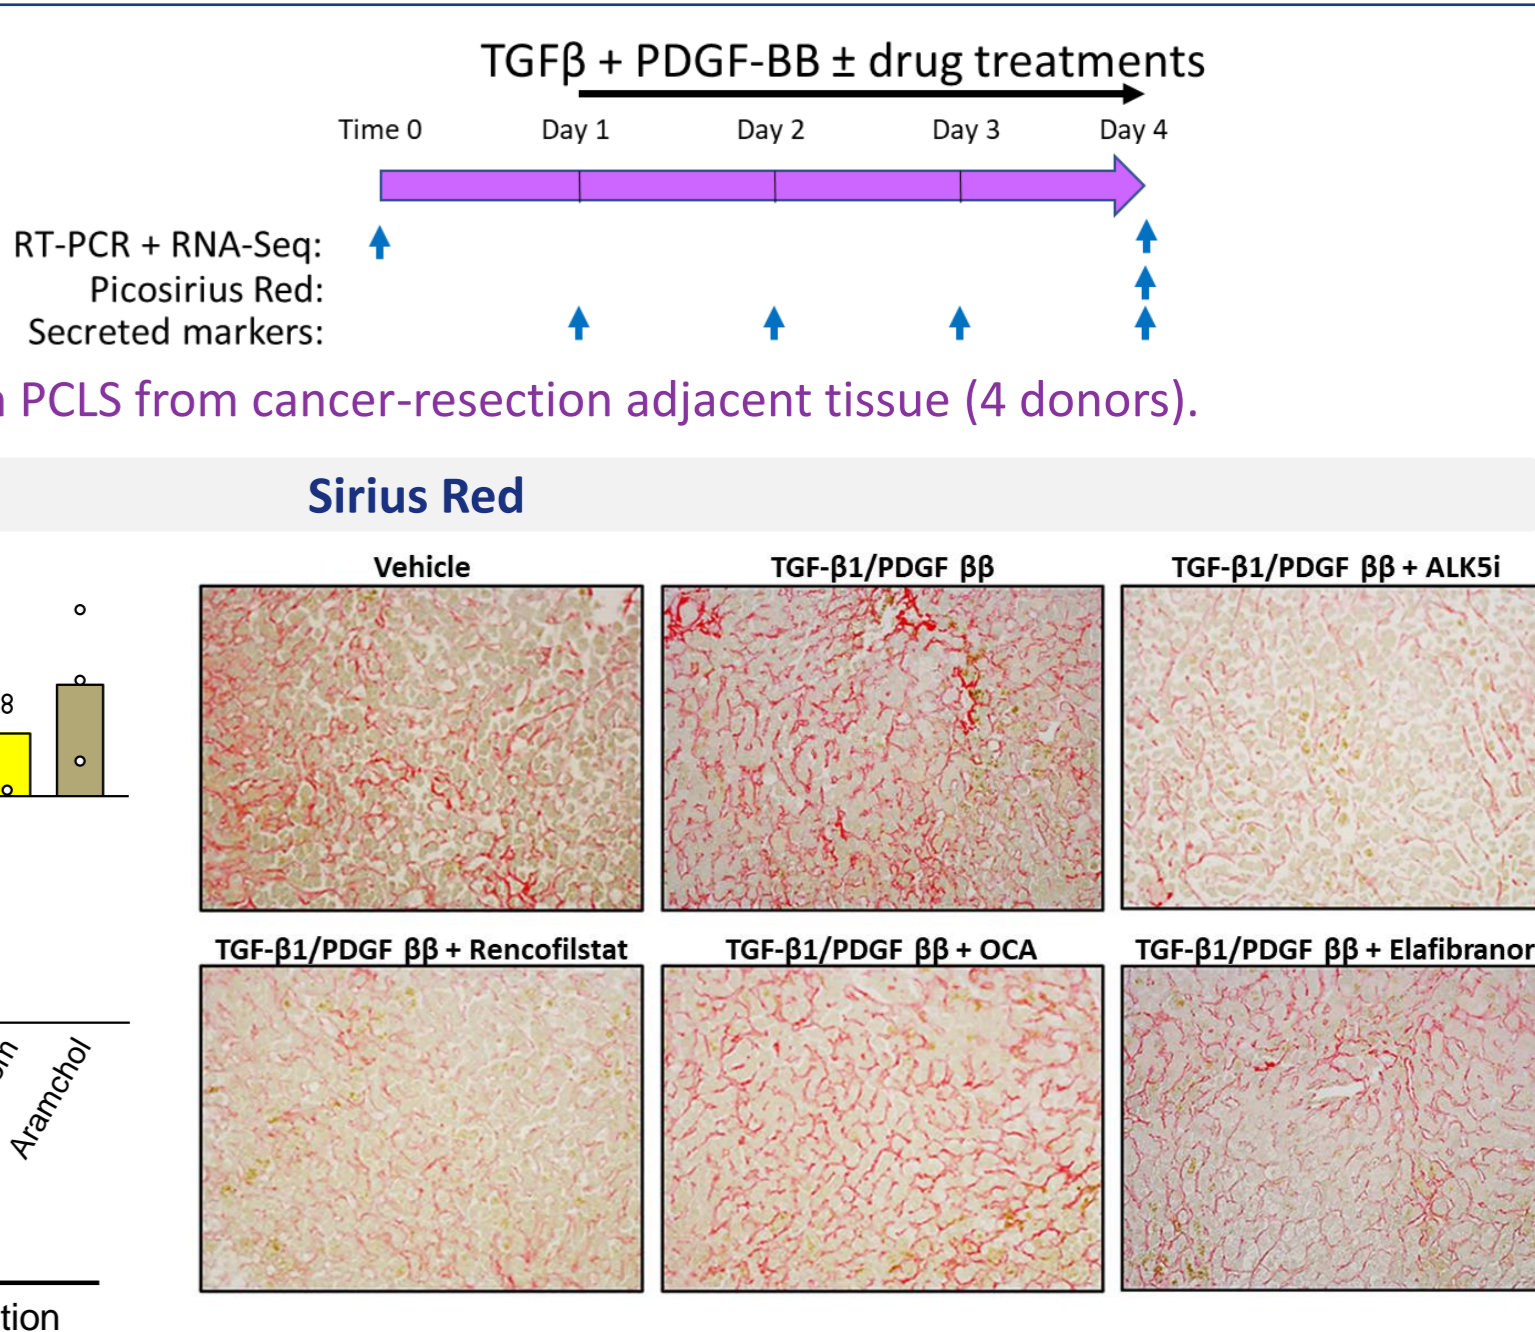 TGFβ + PDGF-BB ± drug treatments
Time 0 Day 1 Day 2 Day 3 Day 4
RT-PCR + RNA-Seq:
Picosirius Red:
Secreted markers:
PCLS from cancer-resection adjacent tissue (4 donors).
Sirius Red
Vehicle TGF-β1/PDGF ββ TGF-β1/PDGF ββ + ALK5i
TGF-β1/PDGF ββ + Rencofilstat TGF-β1/PDGF ββ + OCA TGF-β1/PDGF ββ + Elafibranor
Aramchol
tion